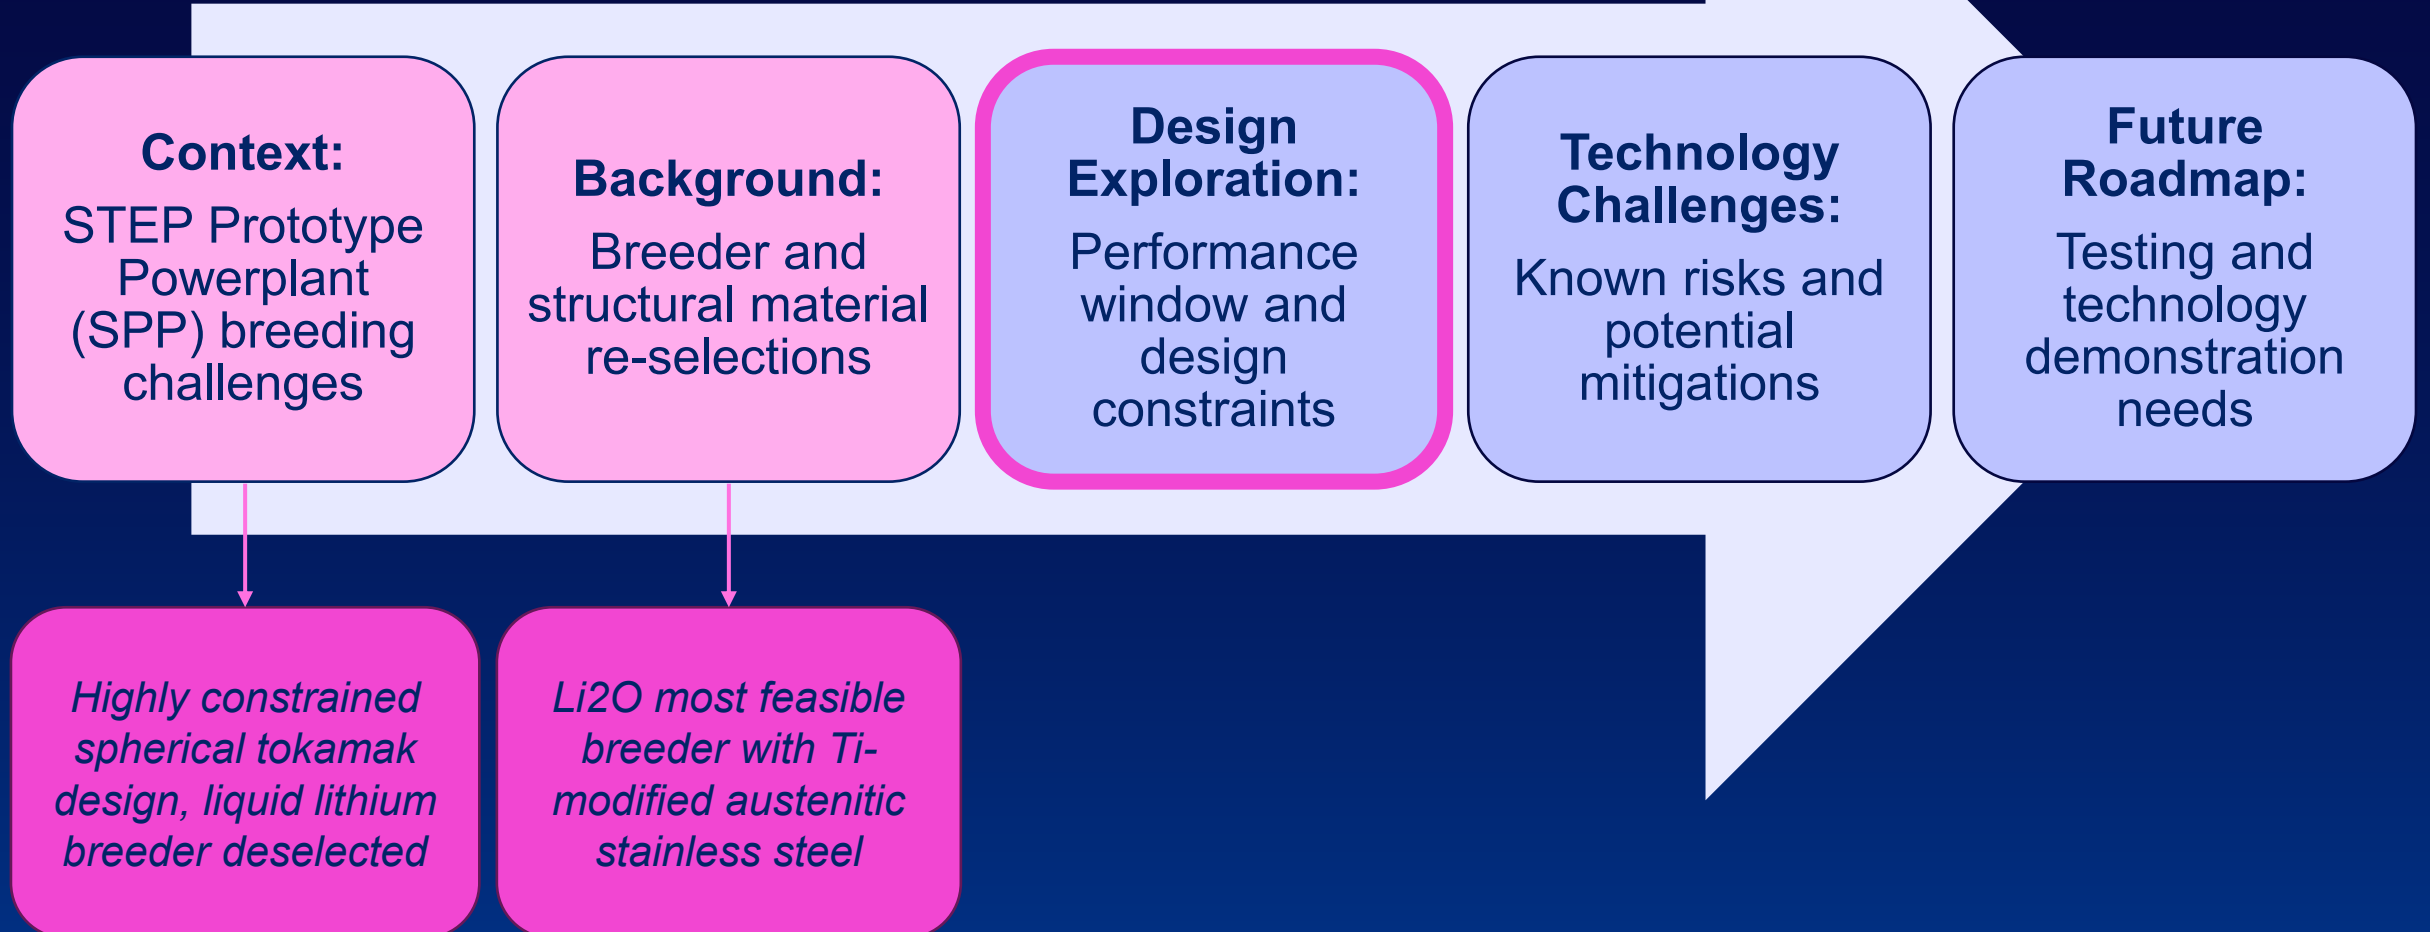 Context:
STEP Prototype
Powerplant
(SPP) breeding
challenges
Background:
Breeder and
structural material
re-selections
Design
Exploration:
Performance
window and
design
constraints
Technology
Challenges:
Known risks and
potential
mitigations
Future
Roadmap:
Testing and
technology
demonstration
needs
Highly constrained
spherical tokamak
design, liquid lithium
breeder deselected
Li2O most feasible
breeder with Ti-
modified austenitic
stainless steel